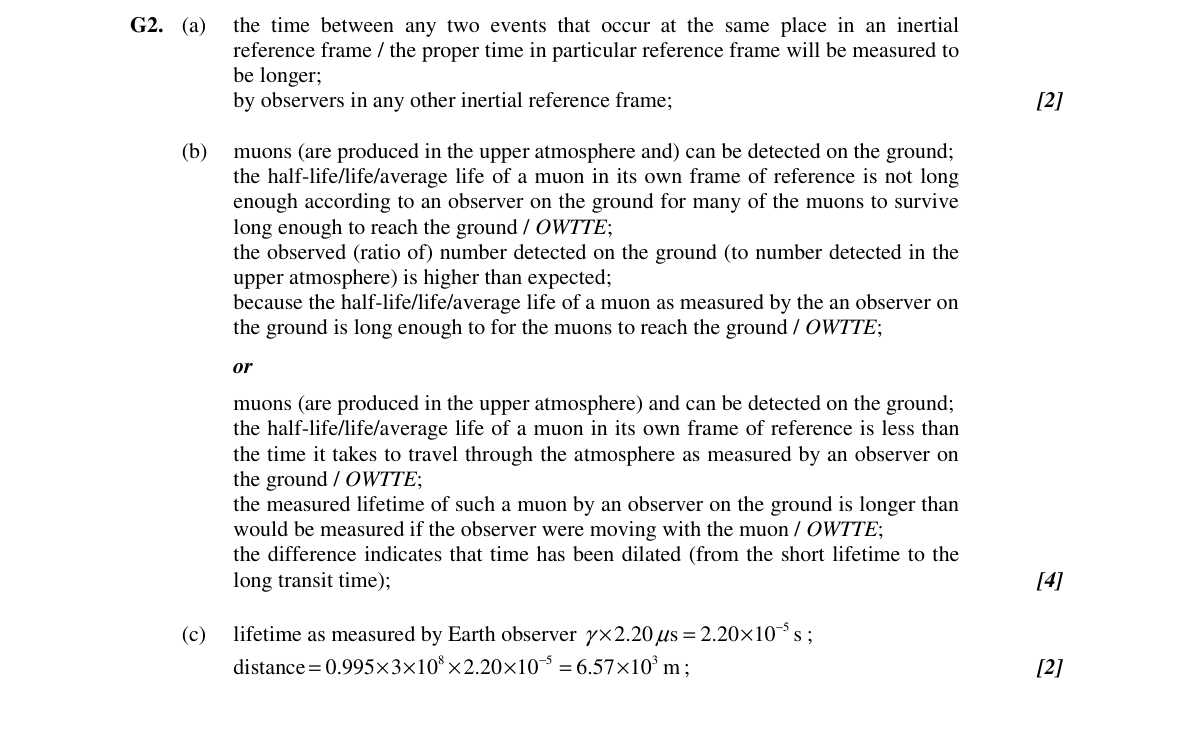 G2. (a) the time between any two events that occur at the same place in an inertial
reference frame / the proper time in particular reference frame will be measured to
be longer;
by observers in any other inertial reference frame; [2]
(b) muons (are produced in the upper atmosphere and) can be detected on the ground;
the half-life/life/average life of a muon in its own frame of reference is not long
enough according to an observer on the ground for many of the muons to survive
long enough to reach the ground / OWTTE;
the observed (ratio of) number detected on the ground (to number detected in the
upper atmosphere) is higher than expected;
because the half-life/life/average life of a muon as measured by the an observer on
the ground is long enough to for the muons to reach the ground / OWTTE;
or
muons (are produced in the upper atmosphere) and can be detected on the ground;
the half-life/life/average life of a muon in its own frame of reference is less than
the time it takes to travel through the atmosphere as measured by an observer on
the ground / OWTTE;
the measured lifetime of such a muon by an observer on the ground is longer than
would be measured if the observer were moving with the muon / OWTTE;
the difference indicates that time has been dilated (from the short lifetime to the
long transit time); [4]
(c) lifetime as measured by Earth observer γ×2.20 μs = 2.20×10⁻⁵ s ;
distance = 0.995×3×10⁸ ×2.20×10⁻⁵ = 6.57×10³ m ; [2]